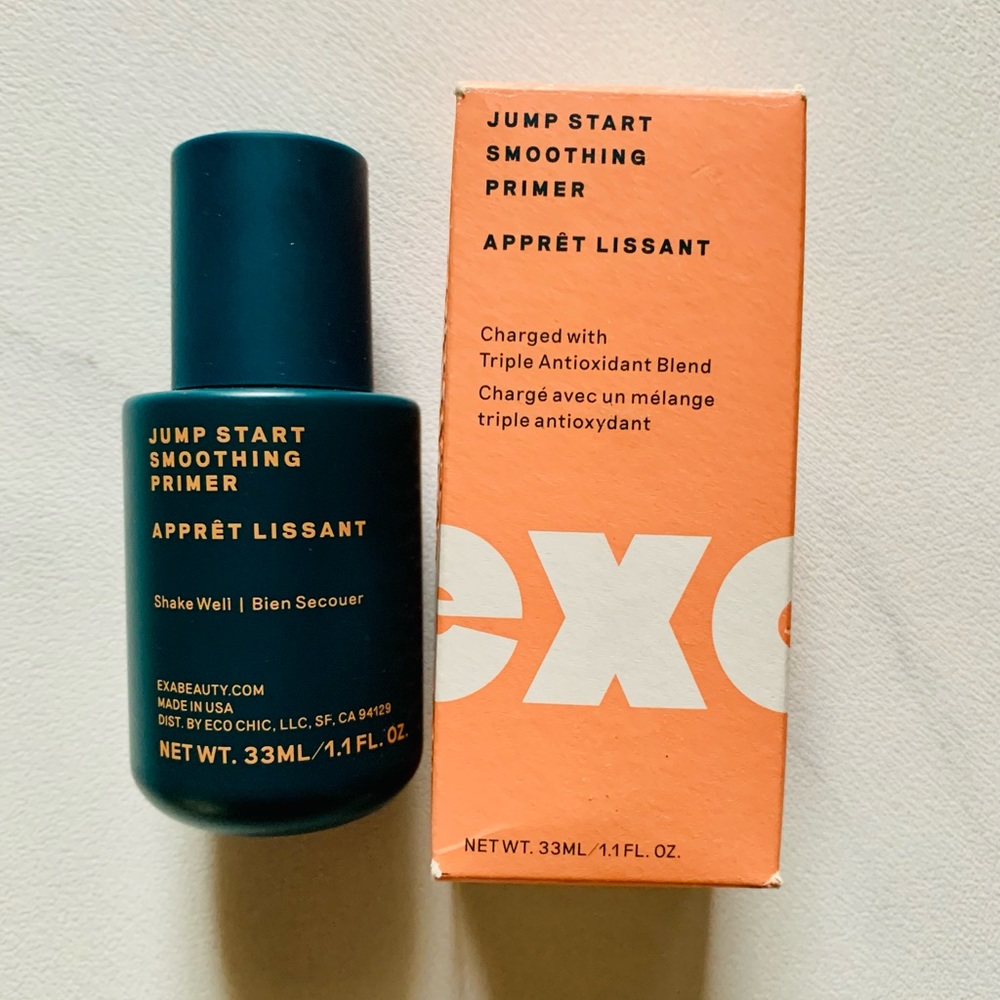 JUMP START
SMOOTHING
PRIMER
APPRÊT LISSANT
Shake Well | Bien Secouer
EXABEAUTY.COM
MADE IN USA
DIST. BY ECO CHIC, LLC, SF, CA 94129
NET WT. 33ML/1.1 FL. OZ.
JUMP START
SMOOTHING
PRIMER
APPRÊT LISSANT
Charged with
Triple Antioxidant Blend
Chargé avec un mélange
triple antioxydant
ex
NET WT. 33ML/1.1 FL. OZ.